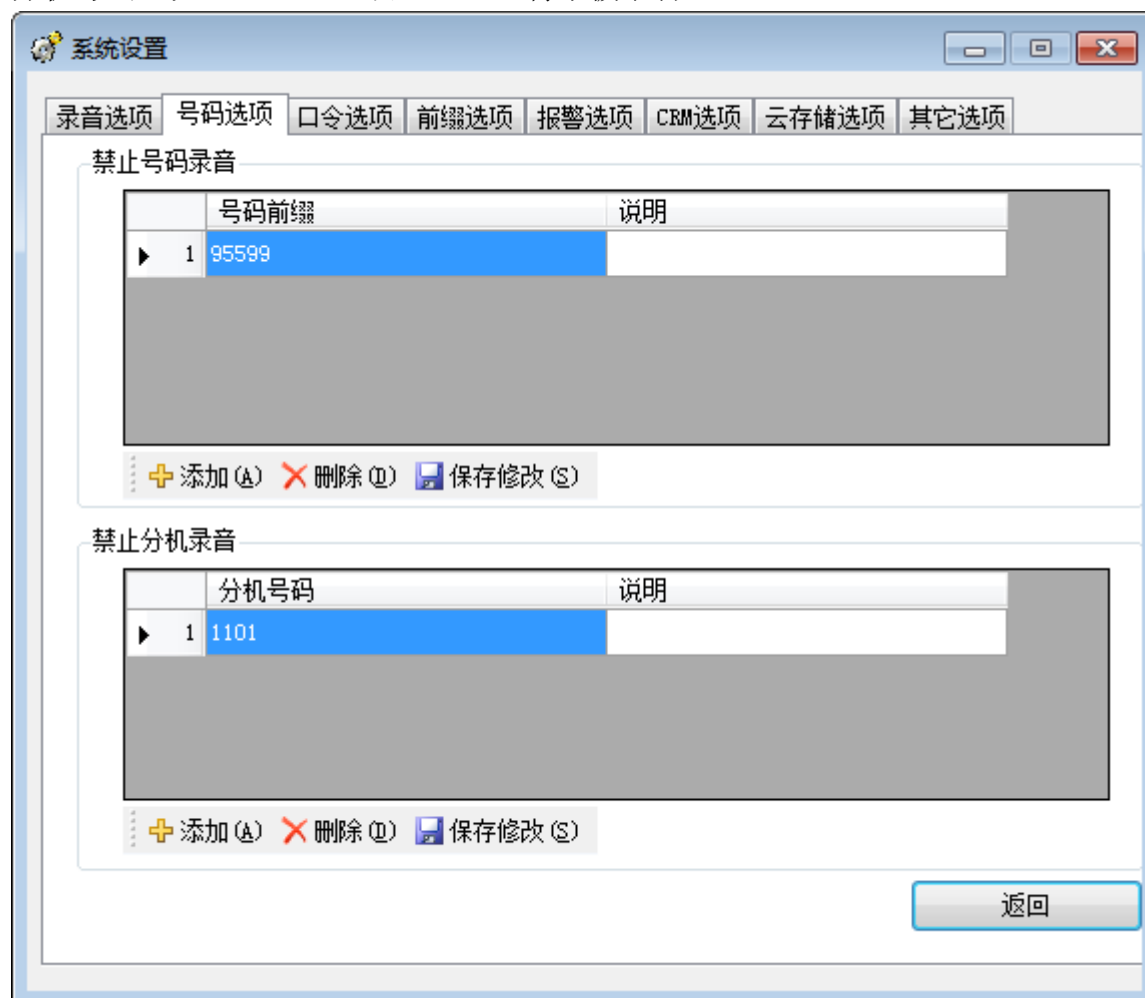 系统设置
录音选项 号码选项 口令选项 前缀选项 报警选项 CRM选项 云存储选项 其它选项
禁止号码录音
号码前缀 说明
1 95599
添加(A) 删除(D) 保存修改(S)
禁止分机录音
分机号码 说明
1 1101
添加(A) 删除(D) 保存修改(S)
返回